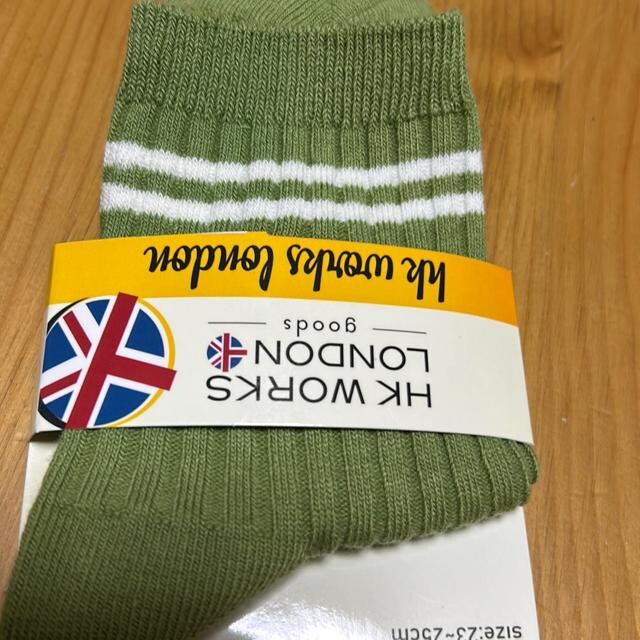 HK WORKS
LONDON
goods
hk works london
size:23~25cm